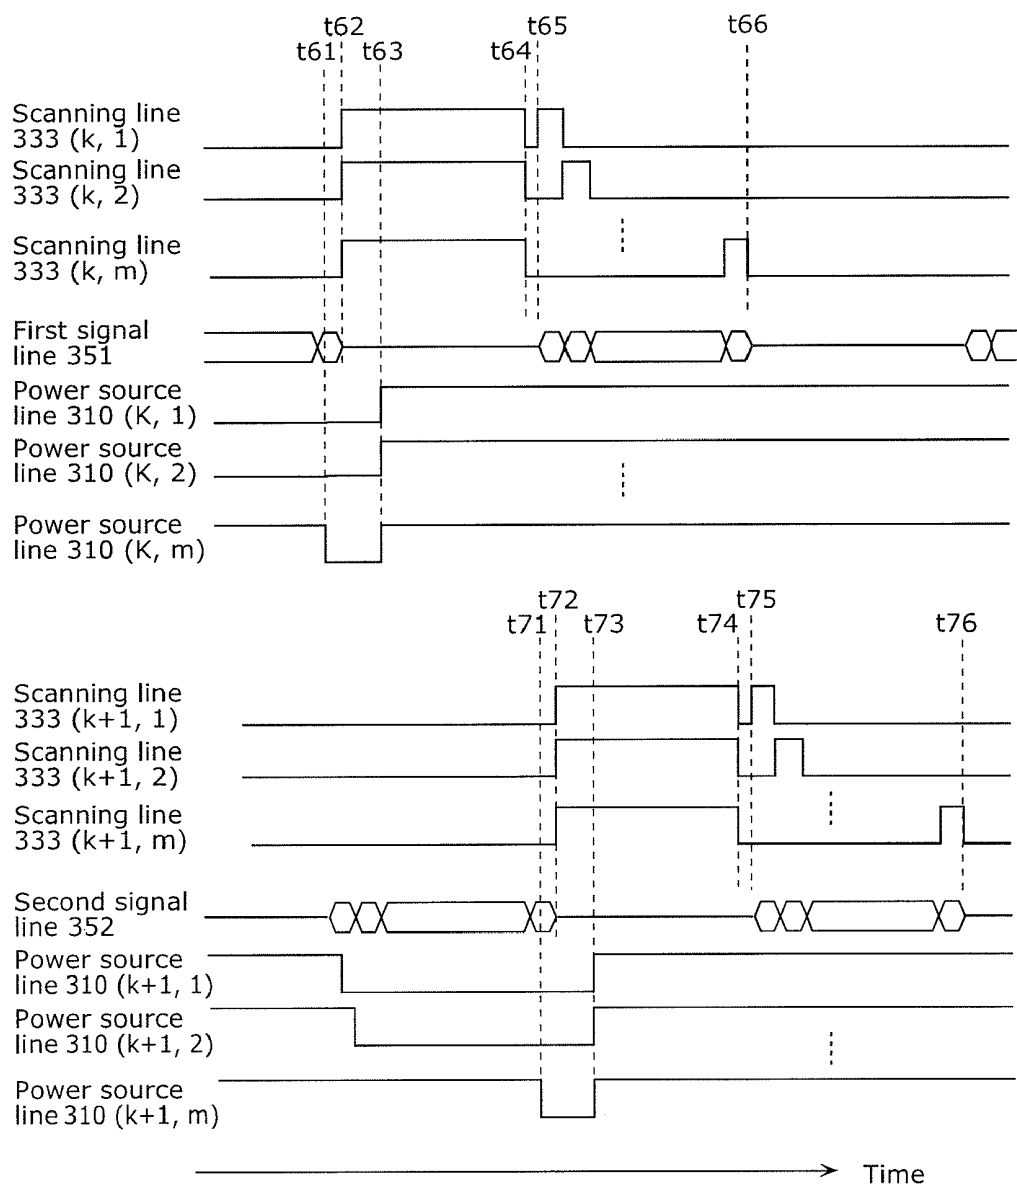 t62 t65 t66
t61 t63 t64
Scanning line
333 (k, 1)
Scanning line
333 (k, 2)
Scanning line
333 (k, m)
First signal
line 351
Power source
line 310 (K, 1)
Power source
line 310 (K, 2)
Power source
line 310 (K, m)
t72 t75
t71 t73 t74 t76
Scanning line
333 (k+1, 1)
Scanning line
333 (k+1, 2)
Scanning line
333 (k+1, m)
Second signal
line 352
Power source
line 310 (k+1, 1)
Power source
line 310 (k+1, 2)
Power source
line 310 (k+1, m)
Time